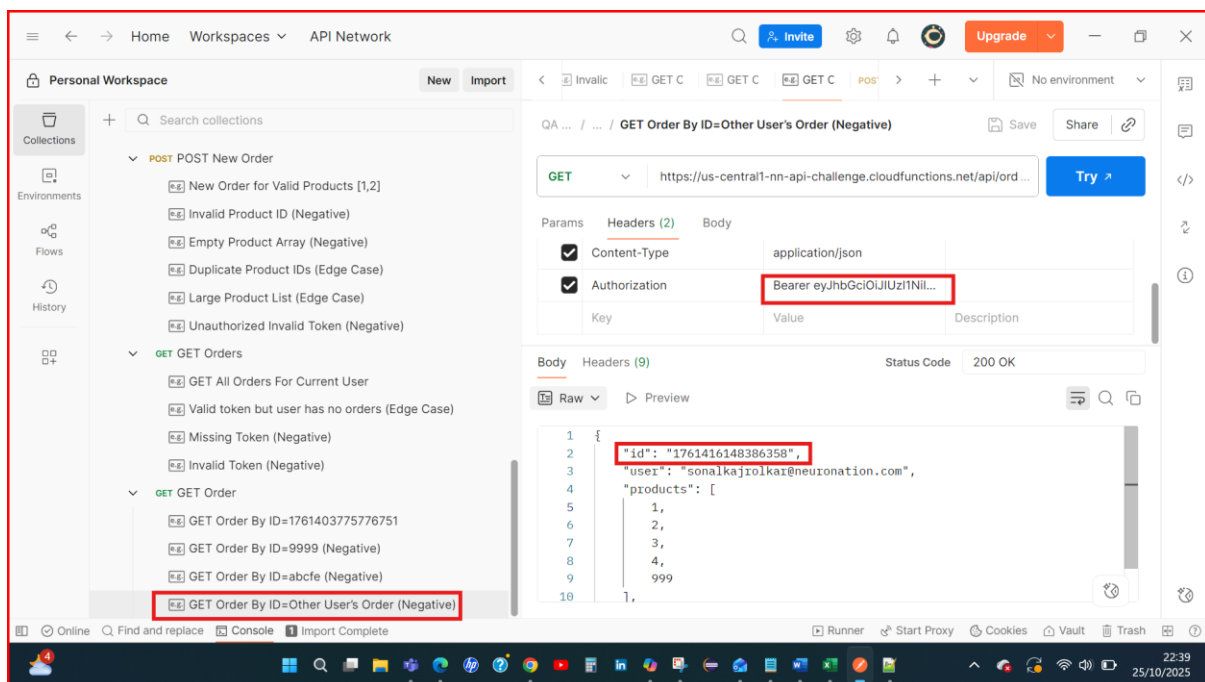 Home Workspaces API Network Invite Upgrade
Personal Workspace New Import Invalic GET C GET C GET C POS No environment
Search collections
Collections
QA ... / ... / GET Order By ID=Other User's Order (Negative) Save Share
POST POST New Order
New Order for Valid Products [1,2]
GET https://us-central1-nn-api-challenge.cloudfunctions.net/api/ord ... Try
Environments
Invalid Product ID (Negative)
Params Headers (2) Body
Empty Product Array (Negative)
Flows
Content-Type application/json
Duplicate Product IDs (Edge Case)
Authorization Bearer eyJhbGciOiJIUzI1NiI...
History
Large Product List (Edge Case)
Key Value Description
Unauthorized Invalid Token (Negative)
GET GET Orders
Body Headers (9) Status Code 200 OK
GET All Orders For Current User
Raw Preview
Valid token but user has no orders (Edge Case)
Missing Token (Negative)
1 {
2 "id": "1761416148386358",
Invalid Token (Negative)
3 "user": "sonalkajrolkar@neuronation.com",
GET GET Order
4 "products": [
5 1,
GET Order By ID=1761403775776751
6 2,
7 3,
GET Order By ID=9999 (Negative)
8 4,
GET Order By ID=abcfe (Negative)
9 999
GET Order By ID=Other User's Order (Negative)
10 ],
Online Find and replace Console 1 Import Complete Runner Start Proxy Cookies Vault Trash
4
22:39
25/10/2025